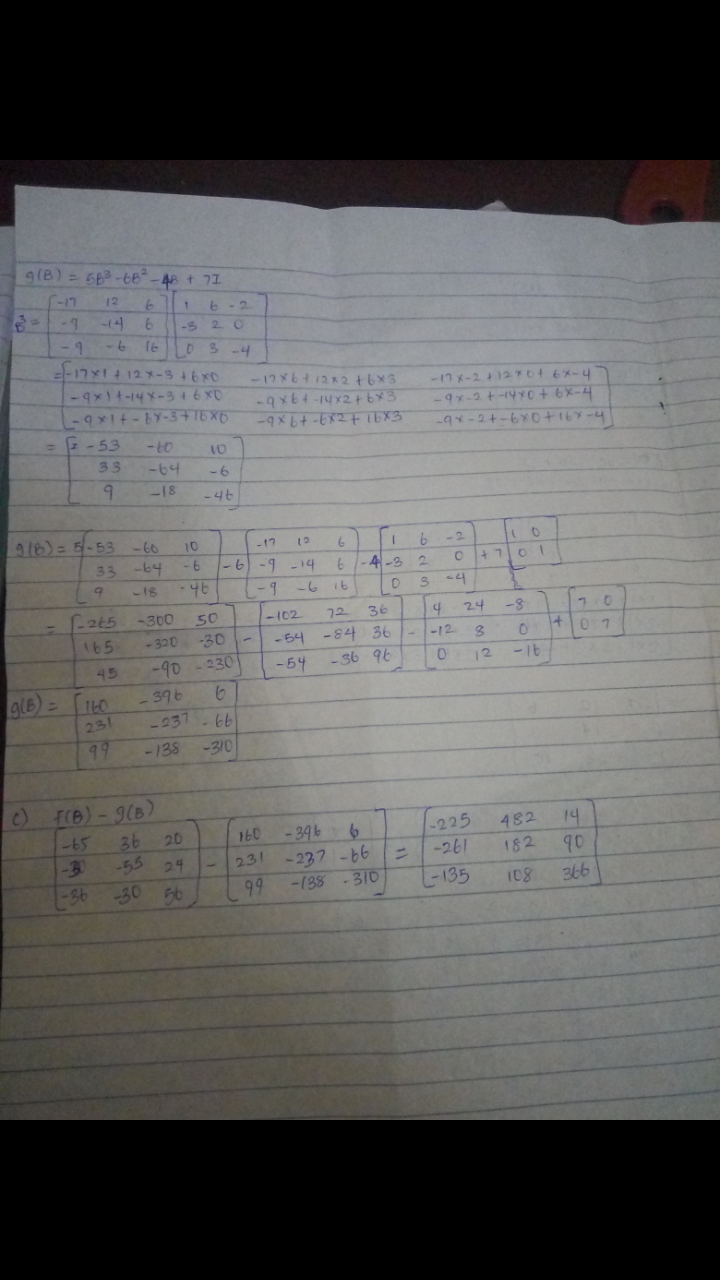 g(B) = 5B³ - 6B² - 4B + 7I
B³ = [-17 12 6] [1 6 -2]
[-9 -14 6] [-3 2 0]
[-9 -6 16] [0 3 -4]
= [-17×1+12×-3+6×0 -17×6+12×2+6×3 -17×-2+12×0+6×-4]
[-9×1+-14×-3+6×0 -9×6+-14×2+6×3 -9×-2+-14×0+6×-4]
[-9×1+-6×-3+16×0 -9×6+-6×2+16×3 -9×-2+-6×0+16×-4]
= [-53 -60 10]
[33 -64 -6]
[9 -18 -46]
g(B) = 5 [-53 -60 10] - 6 [-17 12 6] - 4 [1 6 -2] + 7 [1 0]
[33 -64 -6] [-9 -14 6] [-3 2 0] [0 1]
[9 -18 -46] [-9 -6 16] [0 3 -4]
= [-265 -300 50] - [-102 72 36] - [4 24 -8] + [7 0]
[165 -320 -30] [-54 -84 36] [-12 8 0] [0 7]
[45 -90 -230] [-54 -36 96] [0 12 -16]
g(B) = [160 -396 6]
[231 -237 -66]
[99 -138 -310]
c) f(B) - g(B)
[-65 36 20] - [160 -396 6] = [-225 482 14]
[-30 -55 24] [231 -237 -66] [-261 182 90]
[-36 -30 56] [99 -138 -310] [-135 108 366]